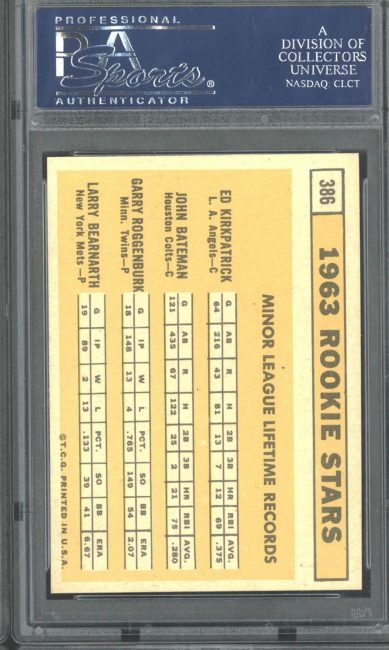 PROFESSIONAL
PSA
Sports®
AUTHENTICATOR
A
DIVISION OF
COLLECTORS
UNIVERSE
NASDAQ: CLCT
386 1963 ROOKIE STARS
MINOR LEAGUE LIFETIME RECORDS
ED KIRKPATRICK
L. A. Angels—C
G AB R H 2B 3B HR RBI AVG.
64 216 43 81 13 7 12 69 .375
JOHN BATEMAN
Houston Colts—C
G AB R H 2B 3B HR RBI AVG.
121 435 67 122 25 2 21 75 .280
GARRY ROGGENBURK
Minn. Twins—P
G IP W L PCT. SO BB ERA
18 148 13 4 .765 149 54 2.07
LARRY BEARNARTH
New York Mets—P
G IP W L PCT. SO BB ERA
19 89 2 13 .133 39 41 6.67
©T.C.G. PRINTED IN U.S.A.